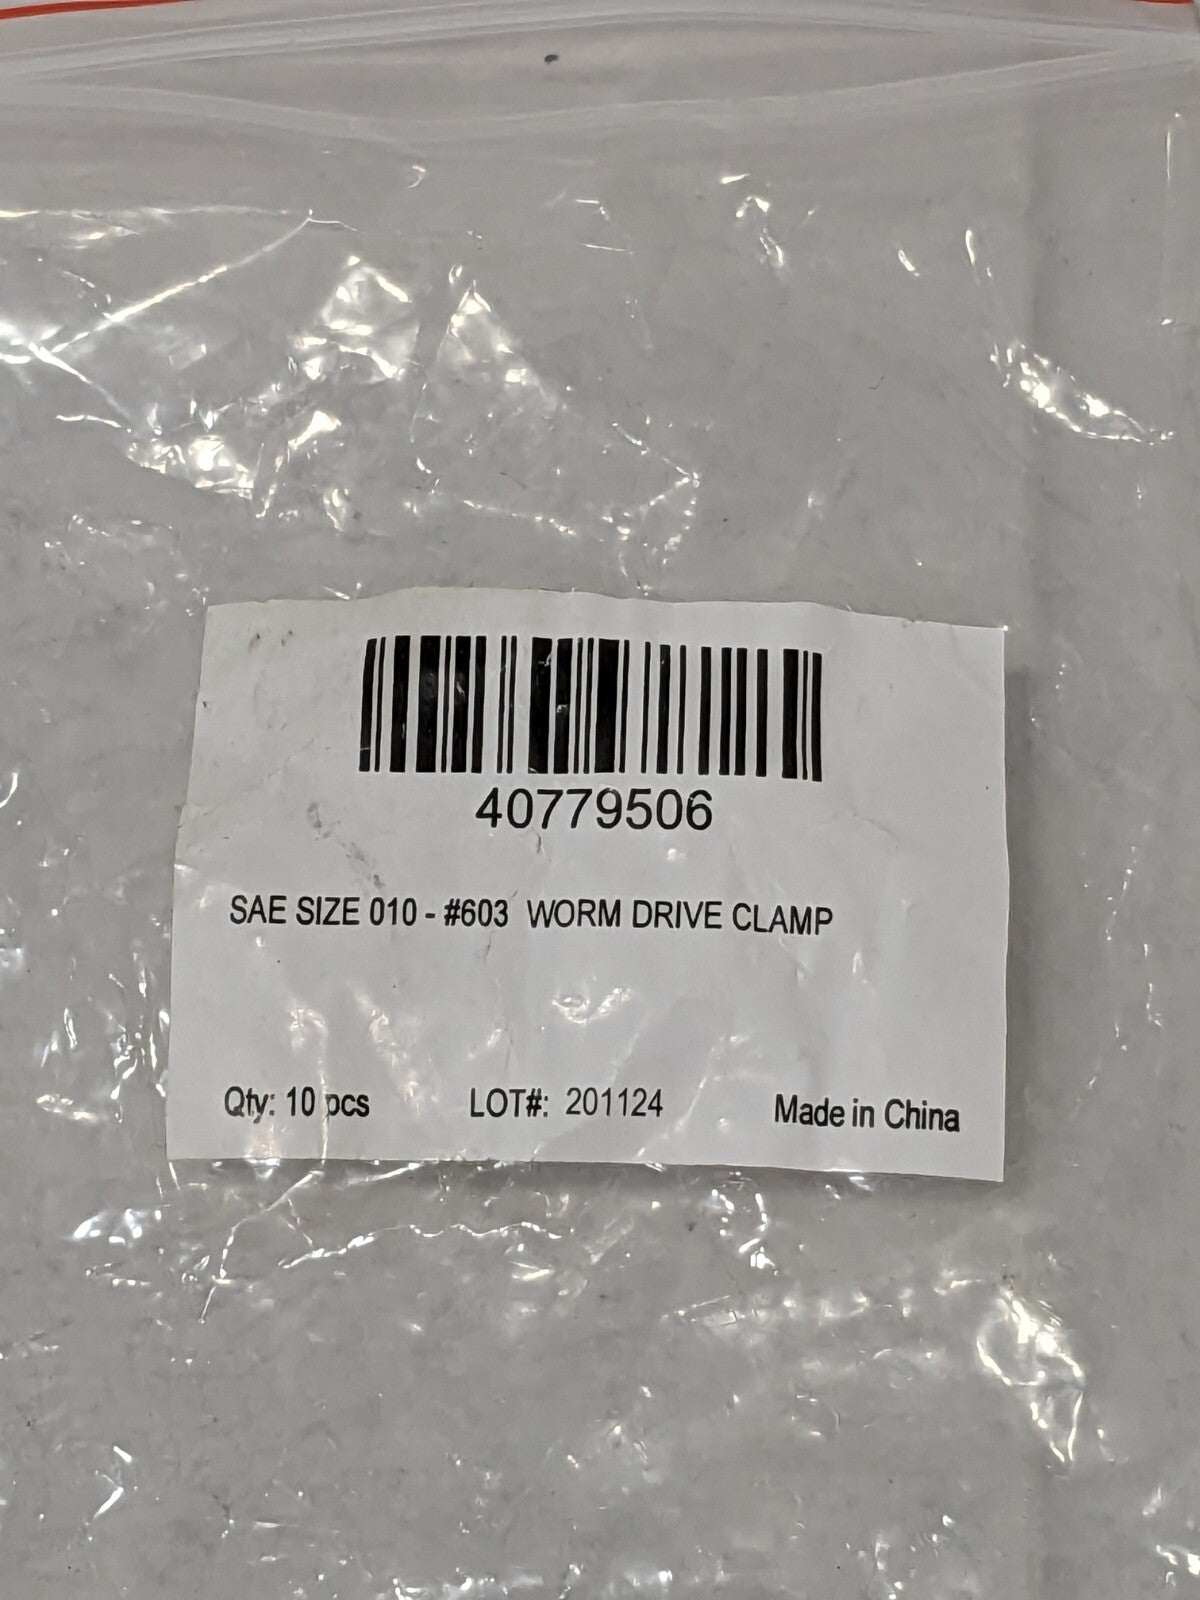 40779506
SAE SIZE 010 - #603 WORM DRIVE CLAMP
Qty: 10 pcs LOT#: 201124 Made in China